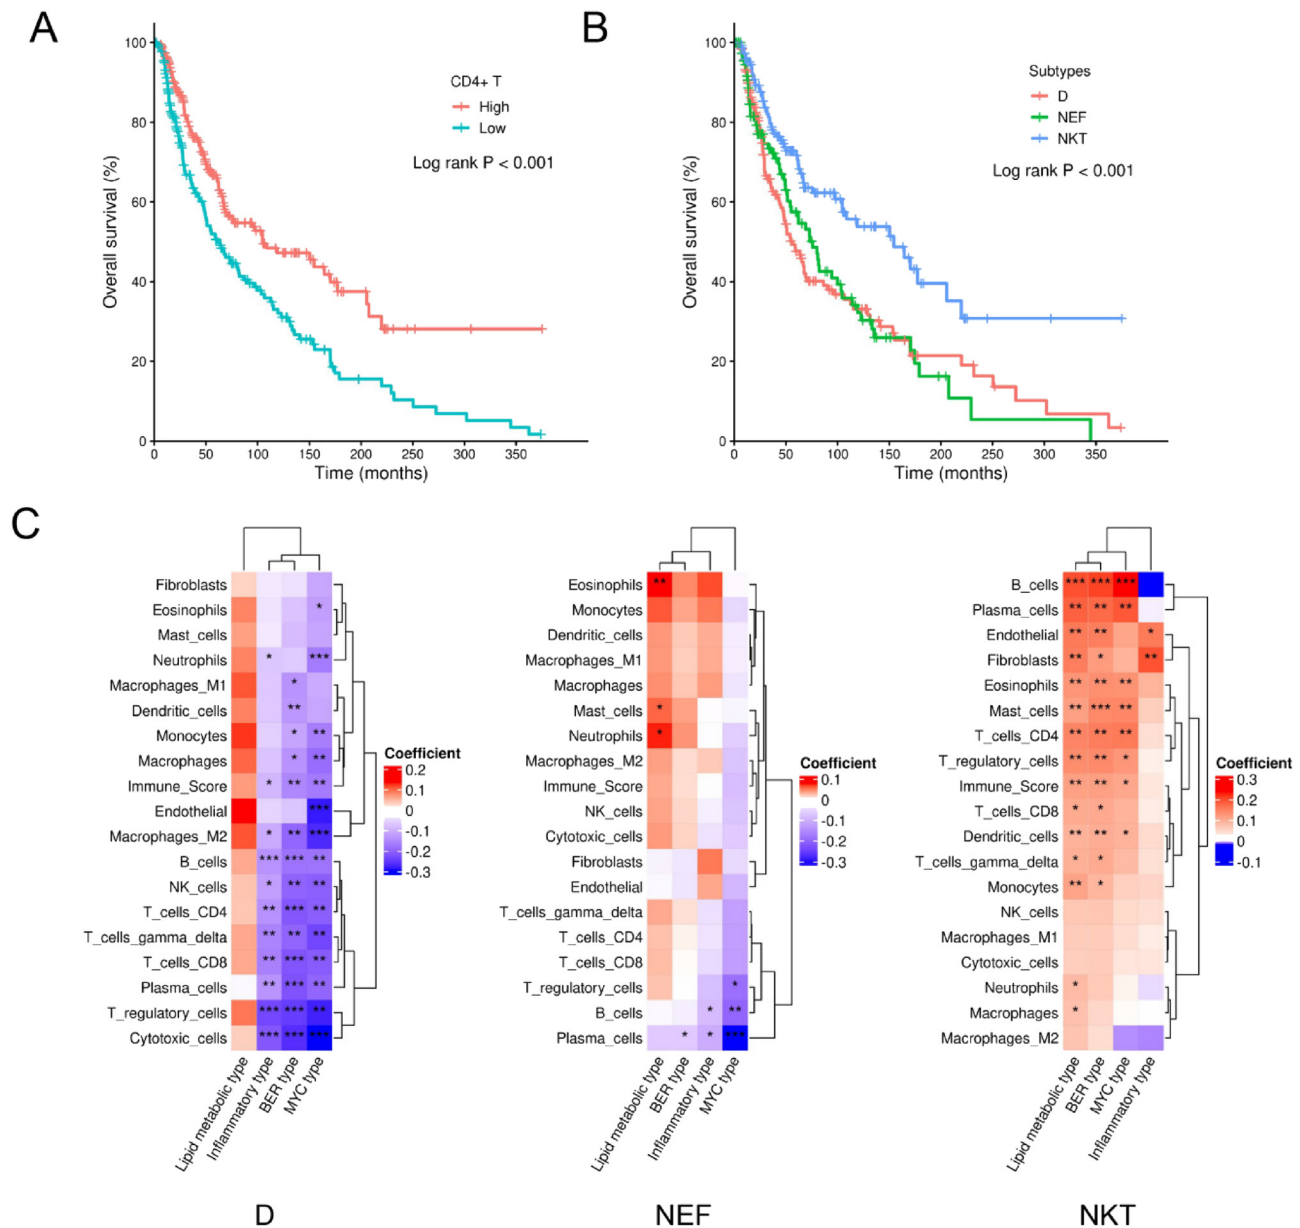 A
B
100
80
60
40
20
0
Overall survival (%)
0 50 100 150 200 250 300 350
Time (months)
CD4+ T
High
Low
Log rank P < 0.001
100
80
60
40
20
0
Overall survival (%)
0 50 100 150 200 250 300 350
Time (months)
Subtypes
D
NEF
NKT
Log rank P < 0.001
C
Fibroblasts
Eosinophils *
Mast_cells
Neutrophils * ***
Macrophages_M1 *
Dendritic_cells **
Monocytes * **
Macrophages * **
Immune_Score * ** **
Endothelial ***
Macrophages_M2 * ** ***
B_cells *** *** **
NK_cells * ** **
T_cells_CD4 ** *** **
T_cells_gamma_delta ** ** **
T_cells_CD8 ** *** **
Plasma_cells ** *** **
T_regulatory_cells *** *** **
Cytotoxic_cells *** *** ***
Lipid metabolic type
Inflammatory type
BER type
MYC type
Coefficient
0.2
0.1
0
-0.1
-0.2
-0.3
D
Eosinophils **
Monocytes
Dendritic_cells
Macrophages_M1
Macrophages
Mast_cells *
Neutrophils *
Macrophages_M2
Immune_Score
NK_cells
Cytotoxic_cells
Fibroblasts
Endothelial
T_cells_gamma_delta
T_cells_CD4
T_cells_CD8
T_regulatory_cells *
B_cells * **
Plasma_cells * * ***
Lipid metabolic type
BER type
Inflammatory type
MYC type
Coefficient
0.1
0
-0.1
-0.2
-0.3
NEF
B_cells *** *** ***
Plasma_cells ** ** **
Endothelial ** ** *
Fibroblasts ** * **
Eosinophils ** ** **
Mast_cells ** *** **
T_cells_CD4 ** ** **
T_regulatory_cells ** ** *
Immune_Score ** ** *
T_cells_CD8 * *
Dendritic_cells ** ** *
T_cells_gamma_delta * *
Monocytes ** *
NK_cells
Macrophages_M1
Cytotoxic_cells
Neutrophils *
Macrophages *
Macrophages_M2
Lipid metabolic type
BER type
MYC type
Inflammatory type
Coefficient
0.3
0.2
0.1
0
-0.1
NKT